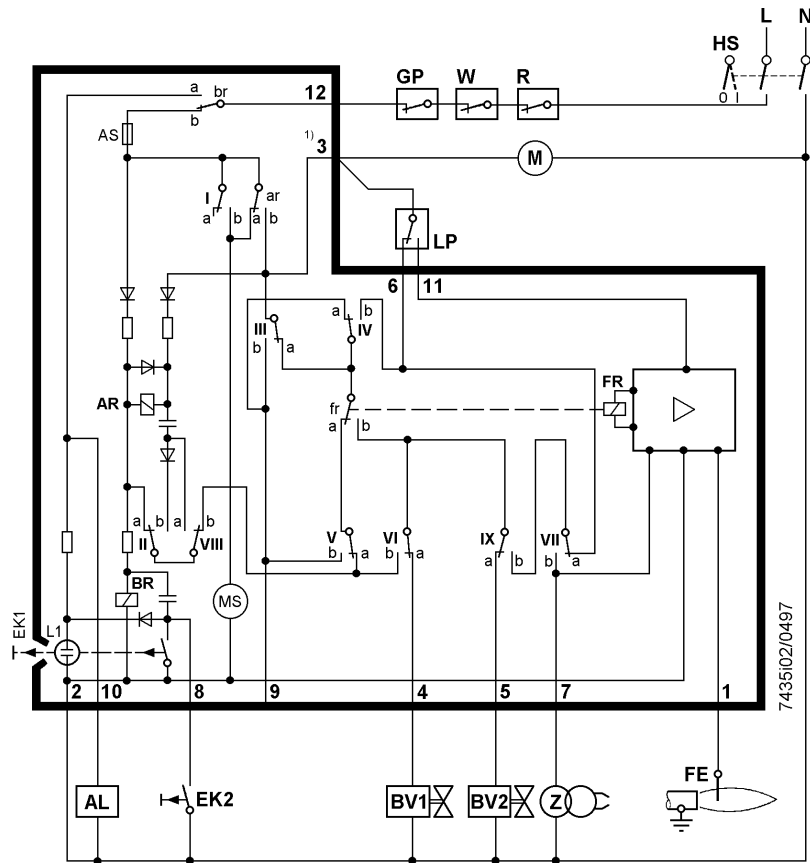 L N
HS
0 I
GP W R
12
a br
b
AS
1) 3
M
I
ar
a b a b
LP
6 11
III
a b
IV
b a
FR
AR
fr
a b
a b a b
II VIII
V
b a
VI
b a
IX
a b
VII
b a
BR
MS
EK1
L1
2 10 8 9 4 5 7 1
7435i02/0497
AL
EK2
BV1
BV2
Z
FE